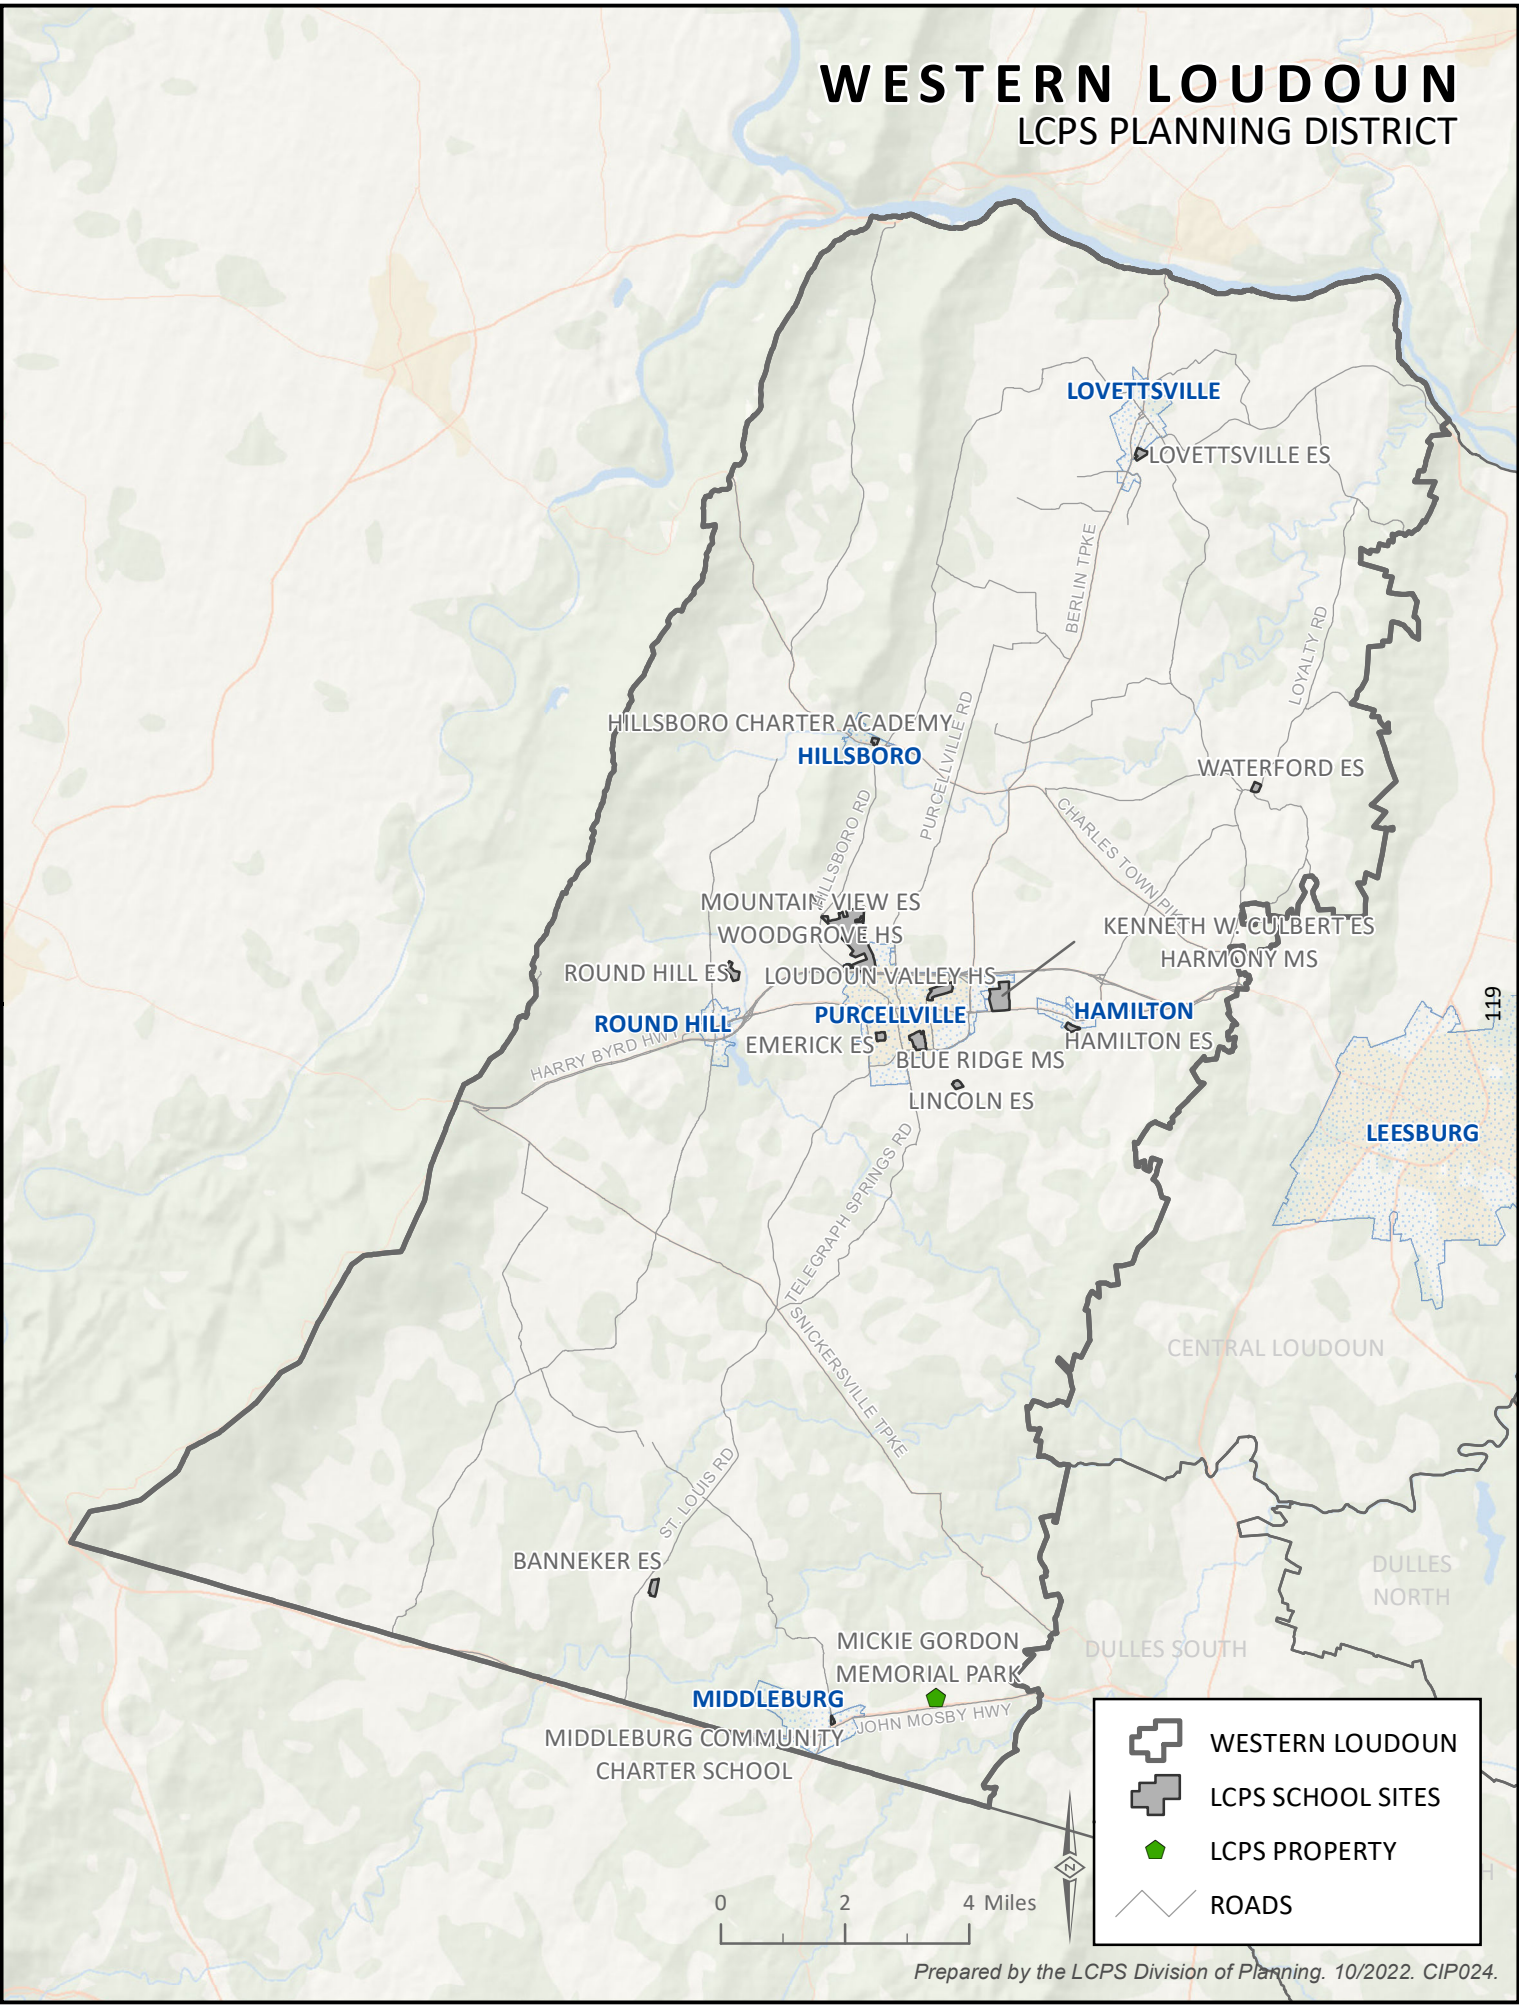 WESTERN LOUDOUN
LCPS PLANNING DISTRICT
LOVETTSVILLE
LOVETTSVILLE ES
BERLIN TPKE
LOYALTY RD
PURCELLVILLE RD
HILLSBORO CHARTER ACADEMY
HILLSBORO
WATERFORD ES
HILLSBORO RD
CHARLES TOWN PIKE
MOUNTAIN VIEW ES
WOODGROVE HS
KENNETH W. CULBERT ES
HARMONY MS
ROUND HILL ES
LOUDOUN VALLEY HS
119
ROUND HILL
PURCELLVILLE
HAMILTON
HARRY BYRD HWY
EMERICK ES
HAMILTON ES
BLUE RIDGE MS
LINCOLN ES
LEESBURG
TELEGRAPH SPRINGS RD
SNICKERSVILLE TPKE
CENTRAL LOUDOUN
ST. LOUIS RD
BANNEKER ES
DULLES
NORTH
MICKIE GORDON
MEMORIAL PARK
DULLES SOUTH
MIDDLEBURG
JOHN MOSBY HWY
MIDDLEBURG COMMUNITY
CHARTER SCHOOL
WESTERN LOUDOUN
LCPS SCHOOL SITES
LCPS PROPERTY
ROADS
N
0 2 4 Miles
Prepared by the LCPS Division of Planning. 10/2022. CIP024.